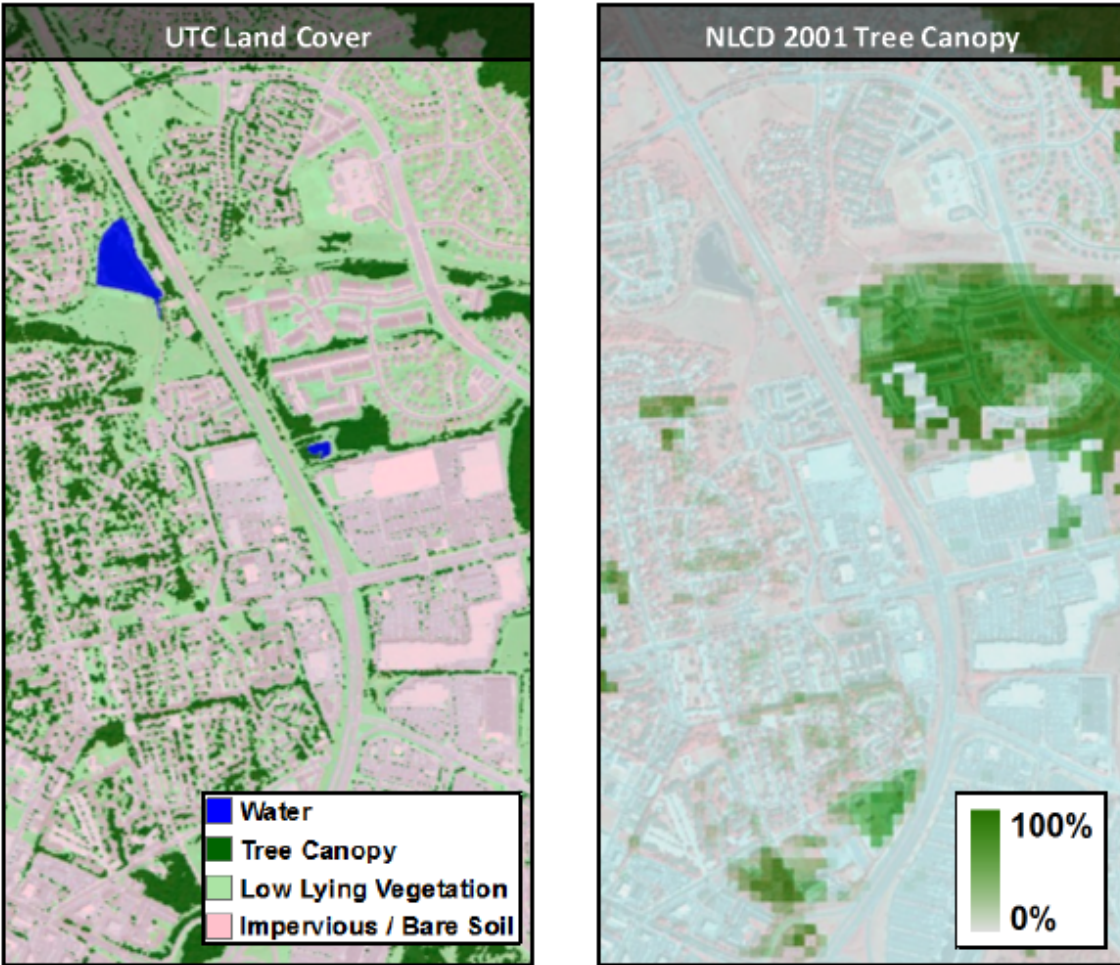 UTC Land Cover
NLCD 2001 Tree Canopy
Water
Tree Canopy
Low Lying Vegetation
Impervious / Bare Soil
100%
0%